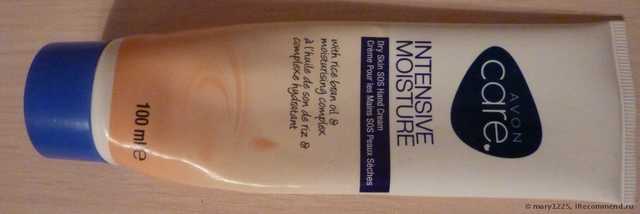 AVON
care.
INTENSIVE
MOISTURE
Dry Skin SOS Hand Cream
Crème Pour les Mains SOS Peaux Sèches
with rice bran oil &
moisturising complex
à l'huile de son de riz &
complexe hydratant
100 ml e
© mary1225, IRecommend.ru